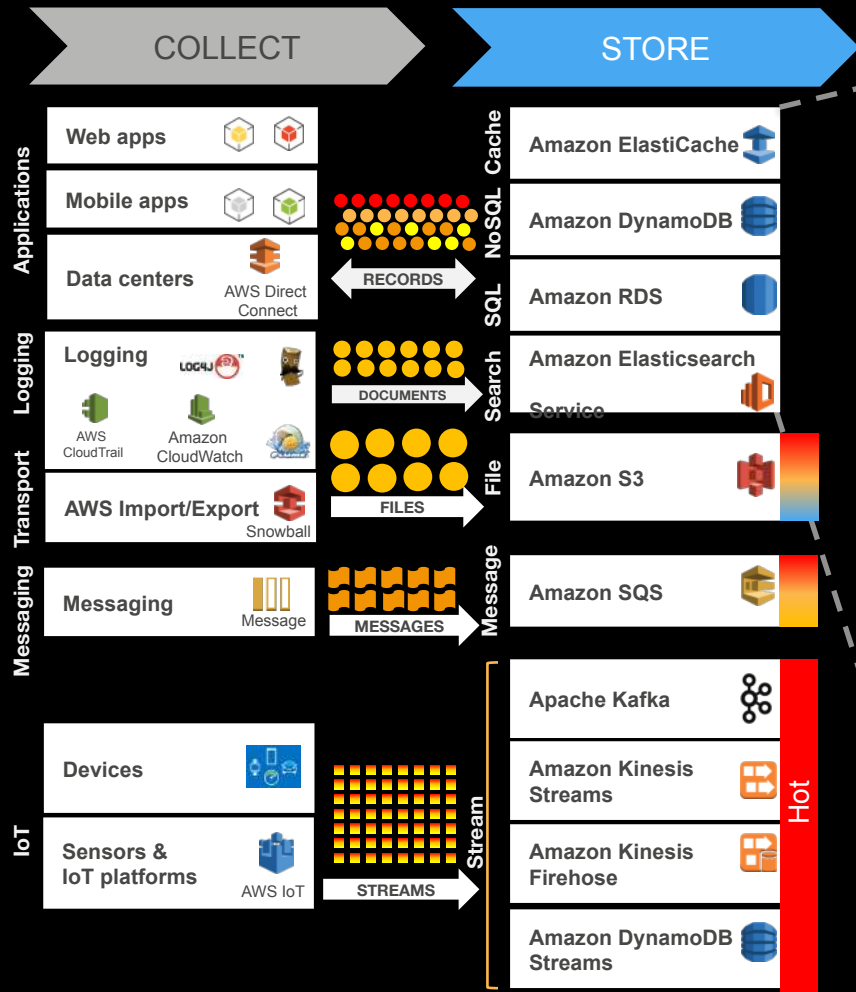 COLLECT
STORE
Applications
Web apps
Mobile apps
Data centers
AWS Direct
Connect
RECORDS
Cache
Amazon ElastiCache
NoSQL
Amazon DynamoDB
SQL
Amazon RDS
Logging
Logging
LOG4J
AWS
CloudTrail
Amazon
CloudWatch
DOCUMENTS
Search
Amazon Elasticsearch
Service
Transport
AWS Import/Export
Snowball
FILES
File
Amazon S3
Messaging
Messaging
Message
MESSAGES
Message
Amazon SQS
IoT
Devices
Sensors &
IoT platforms
AWS IoT
STREAMS
Stream
Apache Kafka
Amazon Kinesis
Streams
Amazon Kinesis
Firehose
Amazon DynamoDB
Streams
Hot